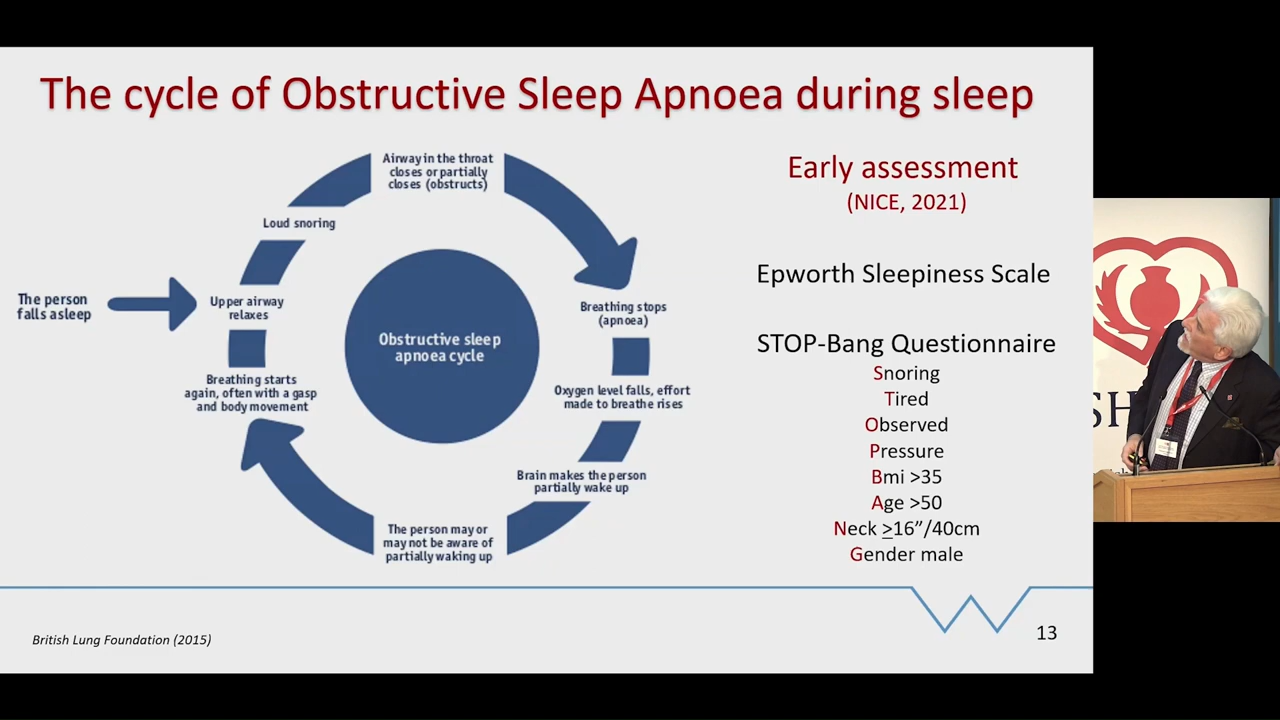 The cycle of Obstructive Sleep Apnoea during sleep
Airway in the throat
closes or partially
closes (obstructs)
Loud snoring
The person
falls asleep
Upper airway
relaxes
Breathing stops
(apnoea)
Obstructive sleep
apnoea cycle
Breathing starts
again, often with a gasp
and body movement
Oxygen level falls, effort
made to breathe rises
Brain makes the person
partially wake up
The person may or
may not be aware of
partially waking up
Early assessment
(NICE, 2021)
Epworth Sleepiness Scale
STOP-Bang Questionnaire
Snoring
Tired
Observed
Pressure
Bmi >35
Age >50
Neck ≥16”/40cm
Gender male
British Lung Foundation (2015)
13
SH